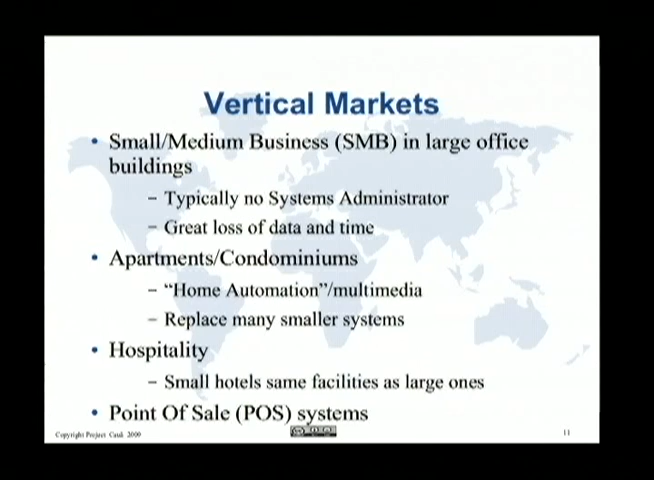 Vertical Markets
• Small/Medium Business (SMB) in large office
buildings
– Typically no Systems Administrator
– Great loss of data and time
• Apartments/Condominiums
– “Home Automation”/multimedia
– Replace many smaller systems
• Hospitality
– Small hotels same facilities as large ones
• Point Of Sale (POS) systems
Copyright Project Cauã 2009
11